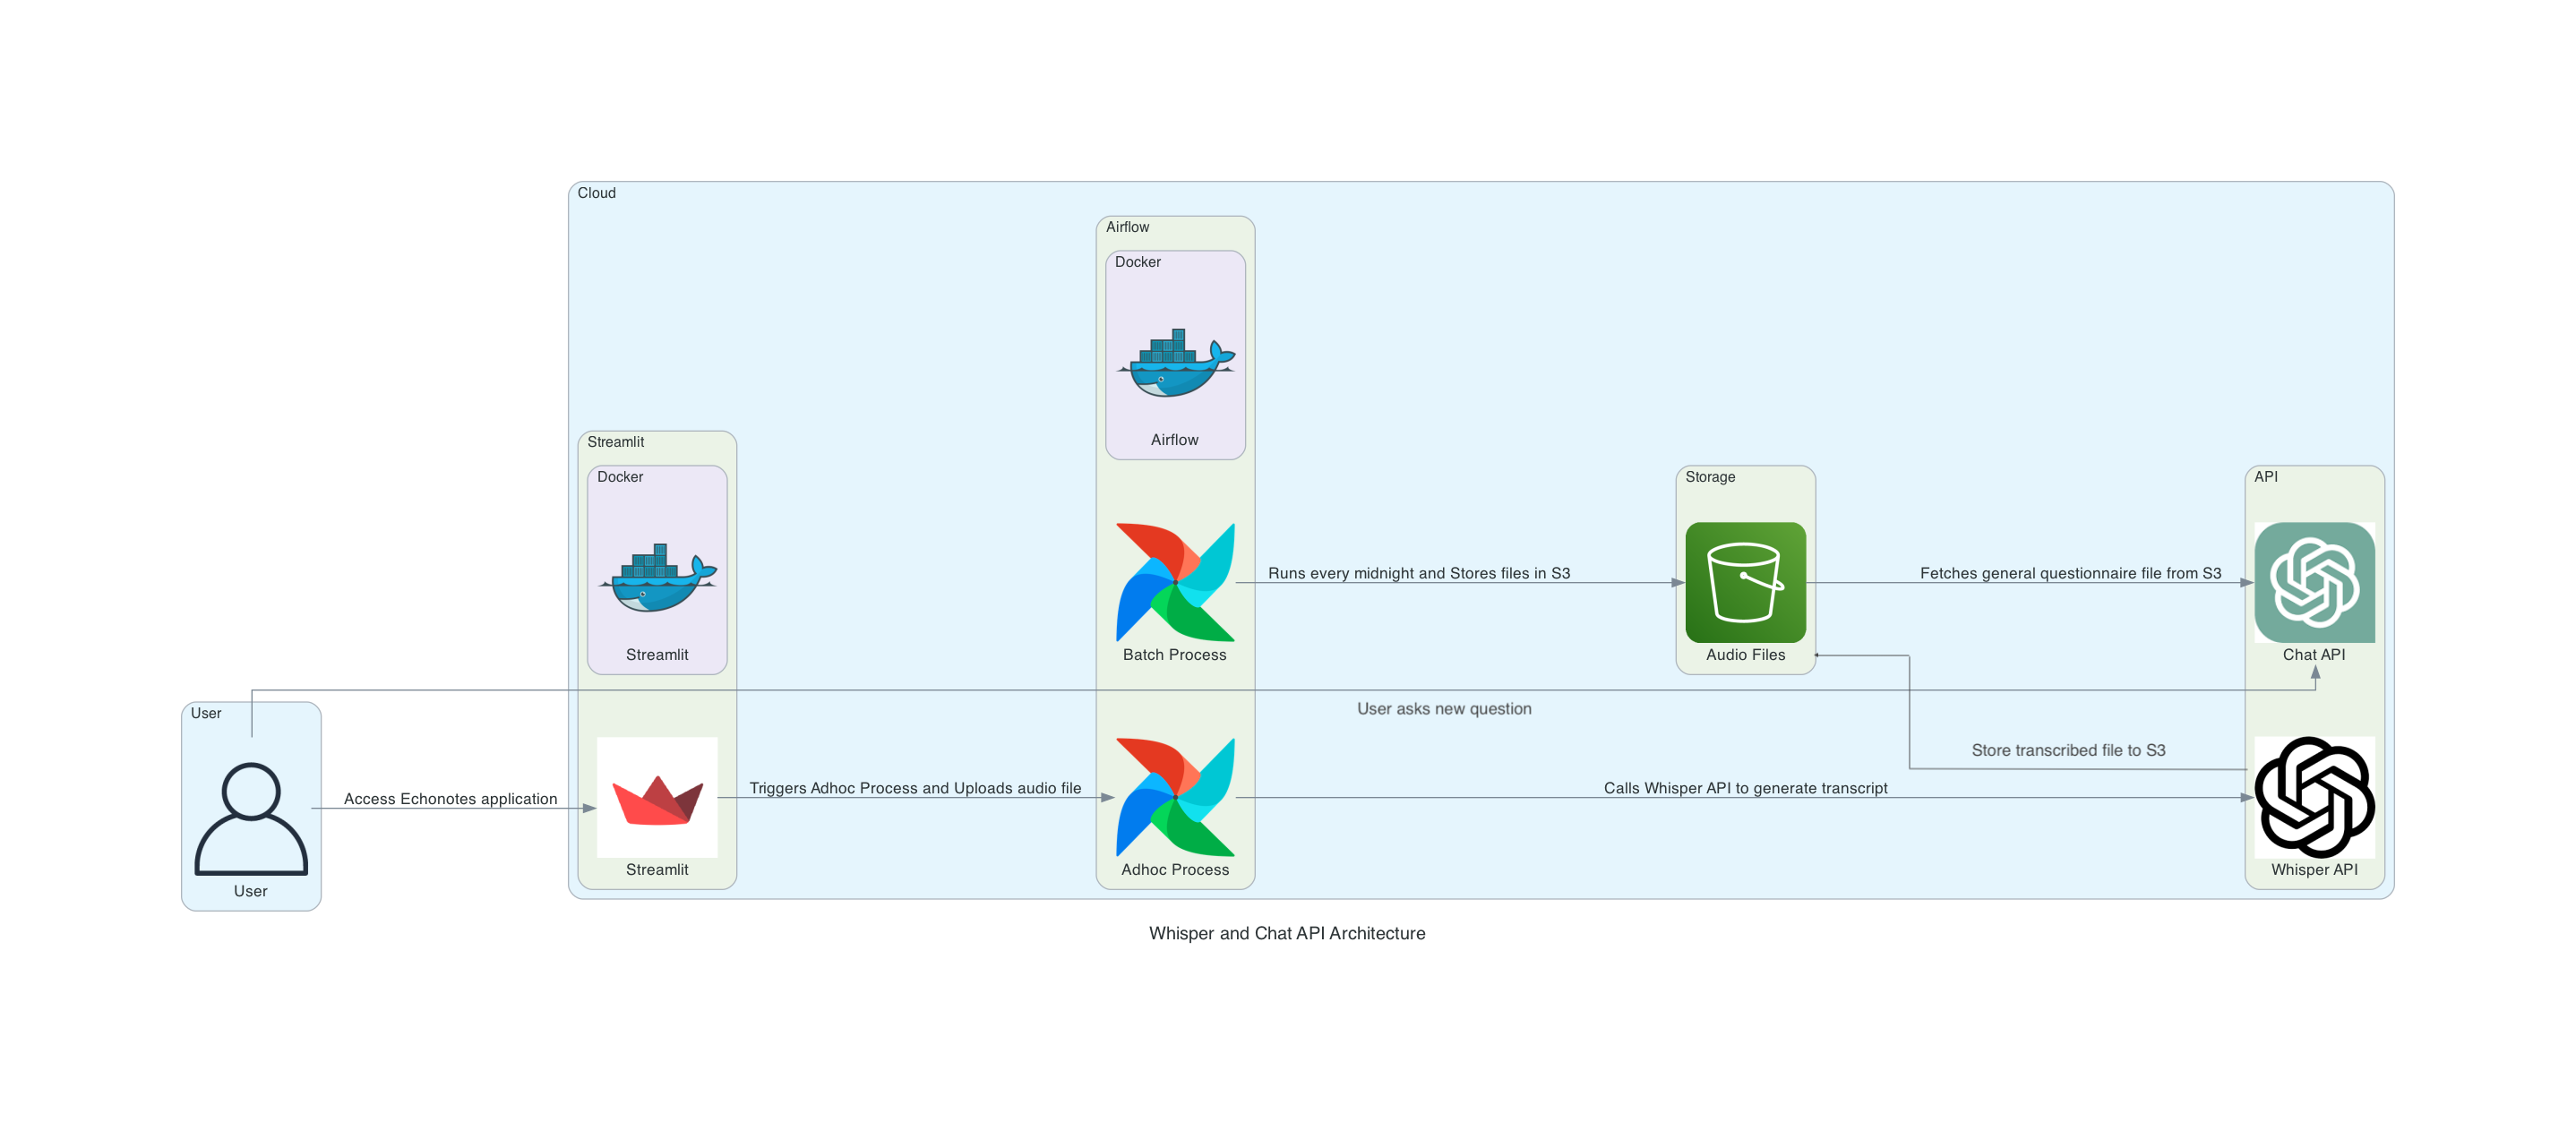 Cloud
Airflow
Docker
Airflow
Streamlit
Docker
Streamlit
Storage
API
Runs every midnight and Stores files in S3
Fetches general questionnaire file from S3
Batch Process
Audio Files
Chat API
User
User asks new question
Store transcribed file to S3
Access Echonotes application
Triggers Adhoc Process and Uploads audio file
Calls Whisper API to generate transcript
User
Streamlit
Adhoc Process
Whisper API
Whisper and Chat API Architecture